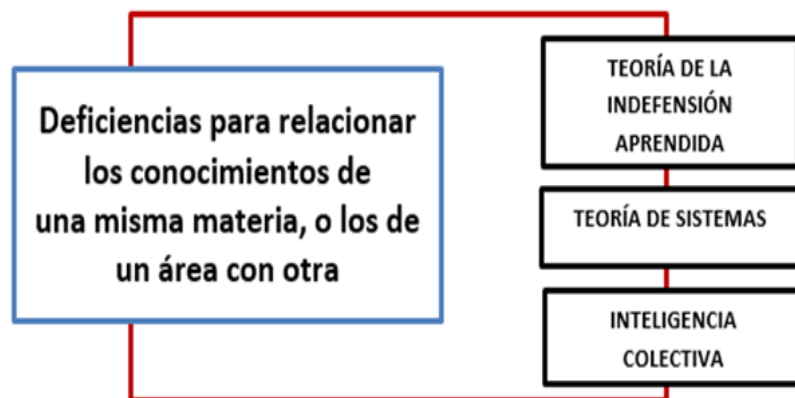 Deficiencias para relacionar
los conocimientos de
una misma materia, o los de
un área con otra
TEORÍA DE LA
INDEFENSIÓN
APRENDIDA
TEORÍA DE SISTEMAS
INTELIGENCIA
COLECTIVA